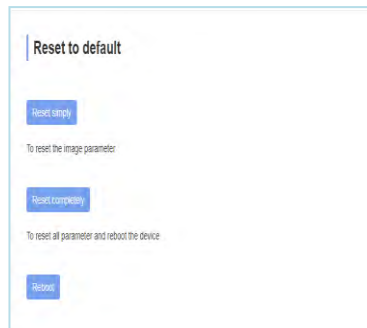 Reset to default
Reset simply
To reset the image parameter
Reset completely
To reset all parameter and reboot the device
Reboot